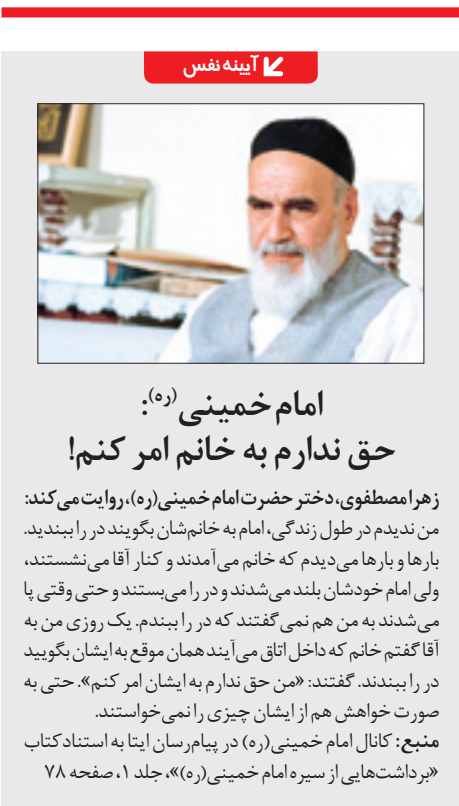 آیینه نفس
امام خمینی(ره):
حق ندارم به خانم امر کنم!
زهرا مصطفوی، دختر حضرت امام خمینی(ره)، روایت می‌کند:
من ندیدم در طول زندگی، امام به خانم‌شان بگویند در را ببندید.
بارها و بارها می‌دیدم که خانم می‌آمدند و کنار آقا می‌نشستند،
ولی امام خودشان بلند می‌شدند و در را می‌بستند و حتی وقتی پا
می‌شدند به من هم نمی‌گفتند که در را ببندم. یک روزی من به
آقا گفتم خانم که داخل اتاق می‌آیند همان موقع به ایشان بگویید
در را ببندند. گفتند: «من حق ندارم به ایشان امر کنم». حتی به
صورت خواهش هم از ایشان چیزی را نمی‌خواستند.
منبع: کانال امام خمینی(ره) در پیام‌رسان ایتا به استناد کتاب
«برداشت‌هایی از سیره امام خمینی(ره)»، جلد ۱، صفحه ۷۸